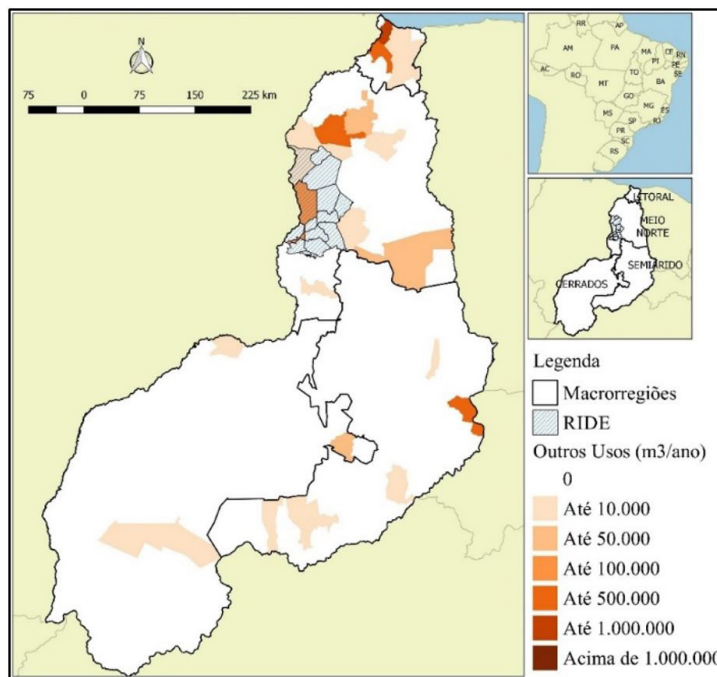 N
75 0 75 150 225 km
RR
AP
AM
PA
MA
CE
RN
PI
PE
AC
TO
SE
RO
BA
MT
GO
MG
ES
MS
SP
RJ
PR
SC
RS
LITORAL
MEIO
NORTE
SEMIÁRIDO
CERRADOS
Legenda
Macrorregiões
RIDE
Outros Usos (m3/ano)
0
Até 10.000
Até 50.000
Até 100.000
Até 500.000
Até 1.000.000
Acima de 1.000.000